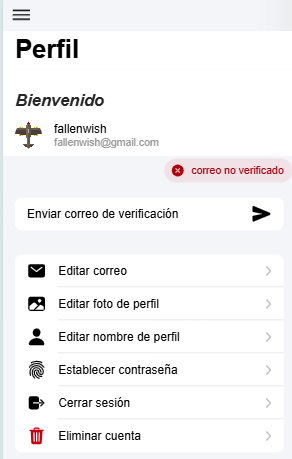 Perfil
Bienvenido
fallenwish
fallenwish@gmail.com
correo no verificado
Enviar correo de verificación
Editar correo
Editar foto de perfil
Editar nombre de perfil
Establecer contraseña
Cerrar sesión
Eliminar cuenta